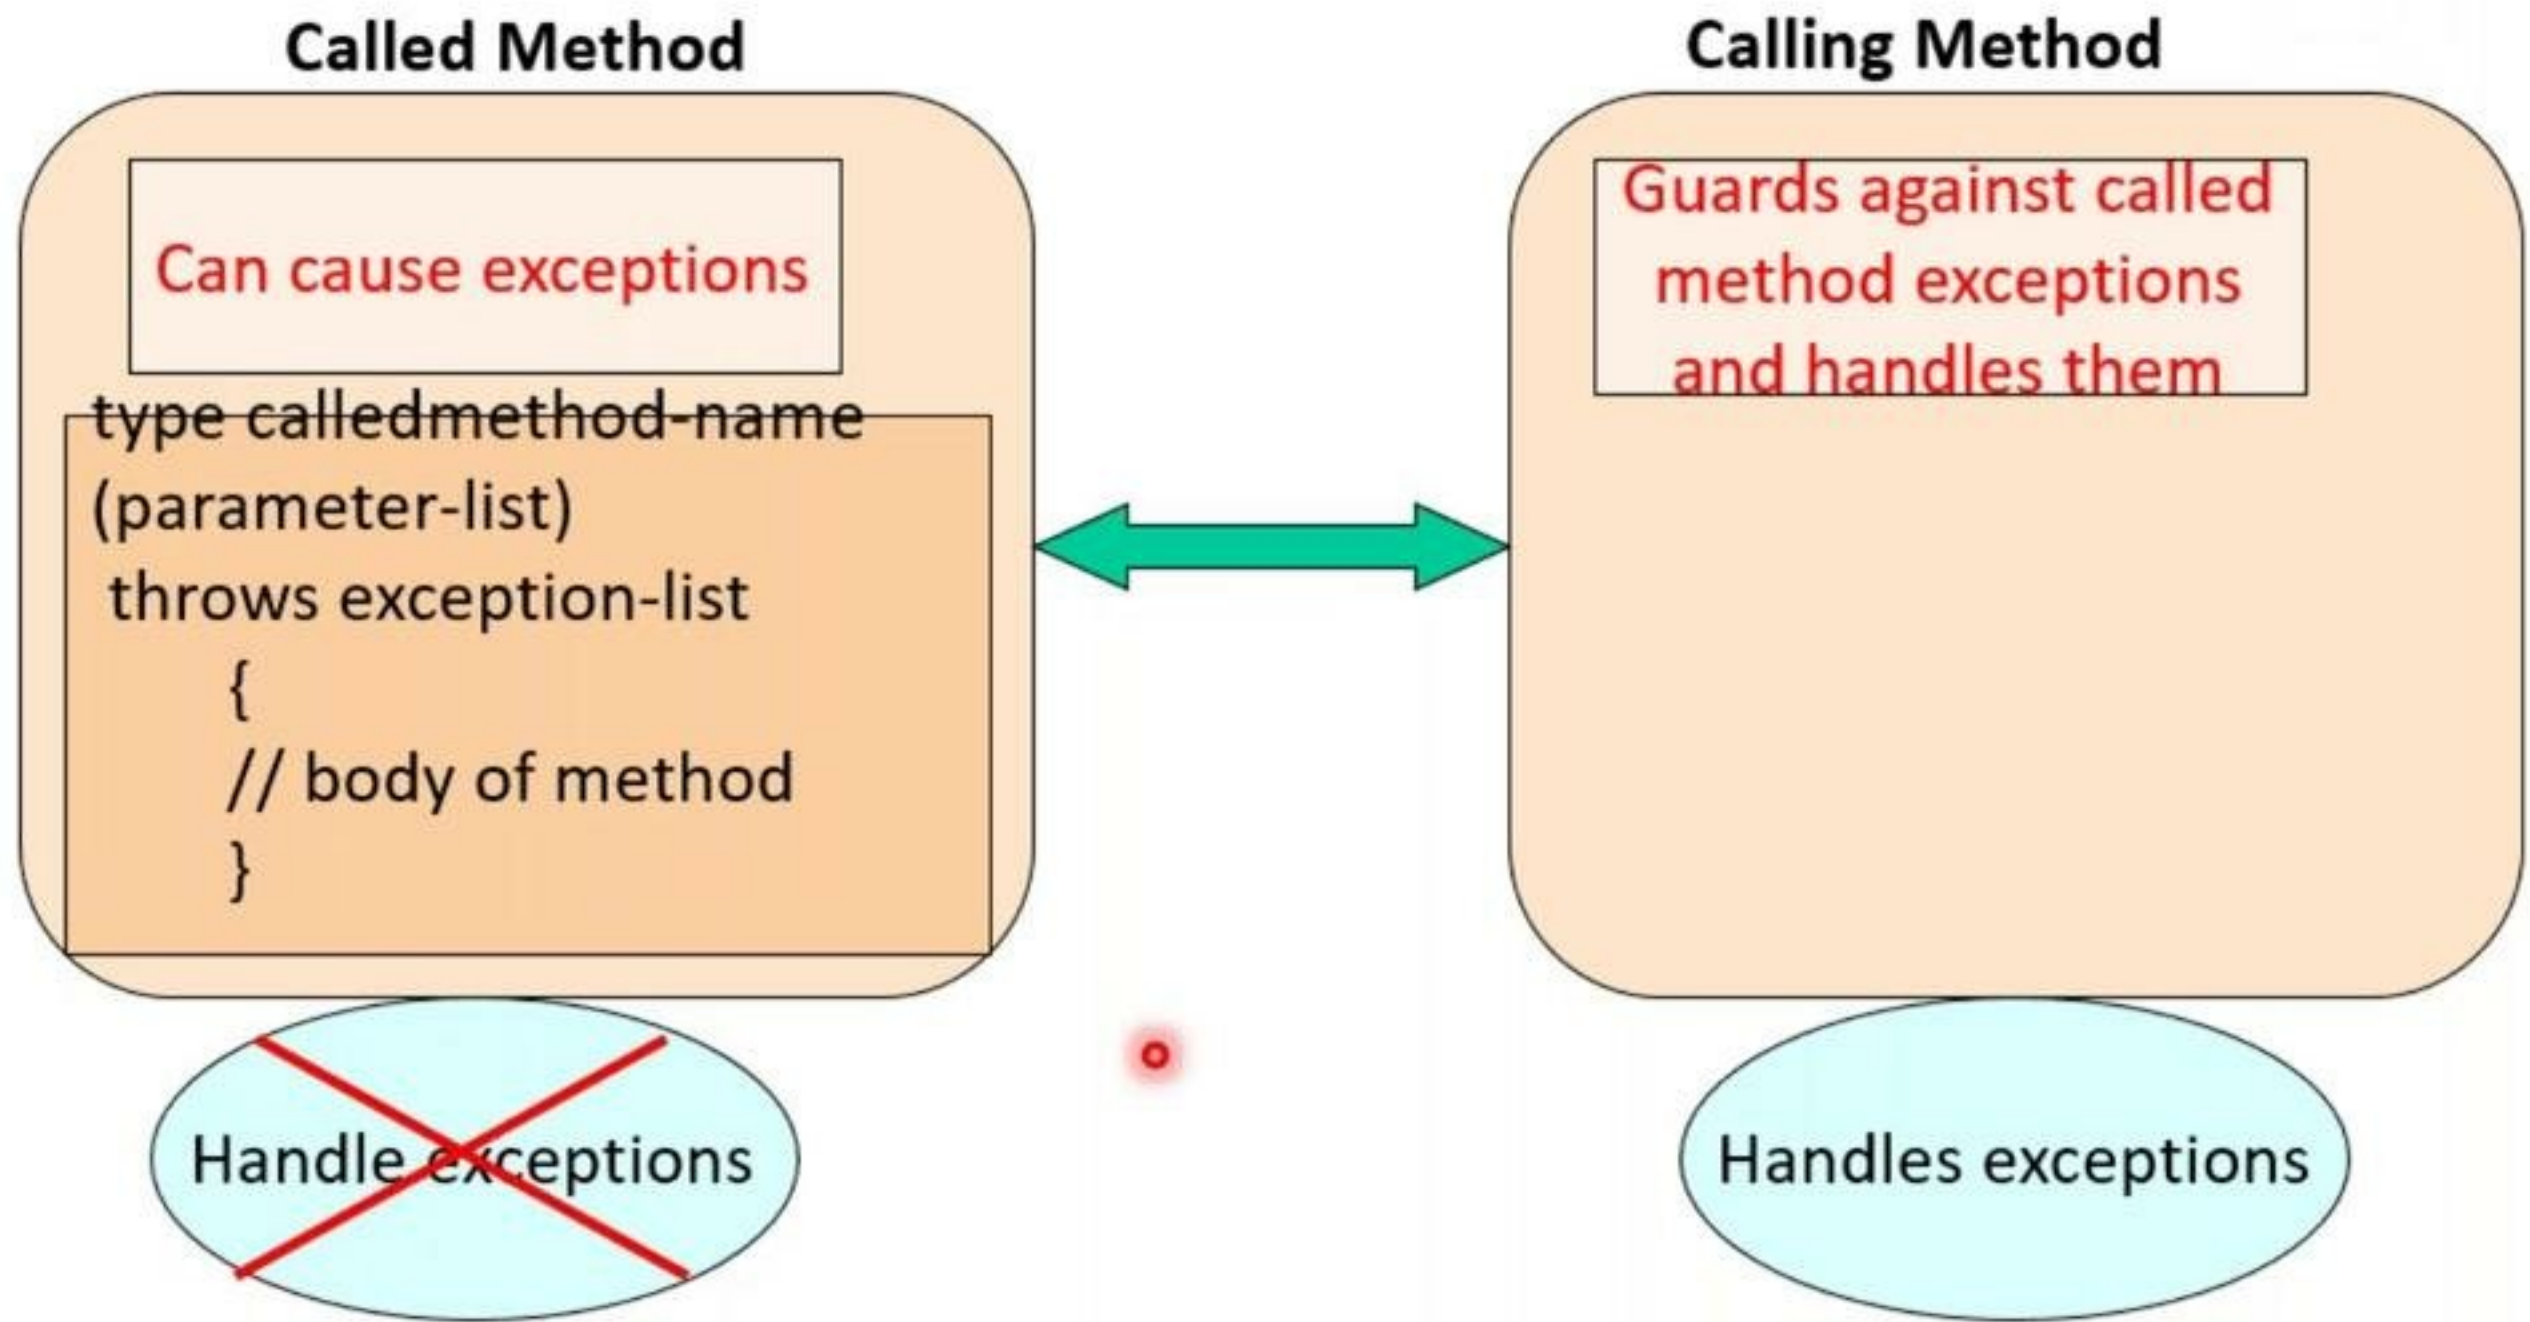 Called Method
Can cause exceptions
type calledmethod-name
(parameter-list)
throws exception-list
{
// body of method
}
Handle exceptions
Calling Method
Guards against called
method exceptions
and handles them
Handles exceptions